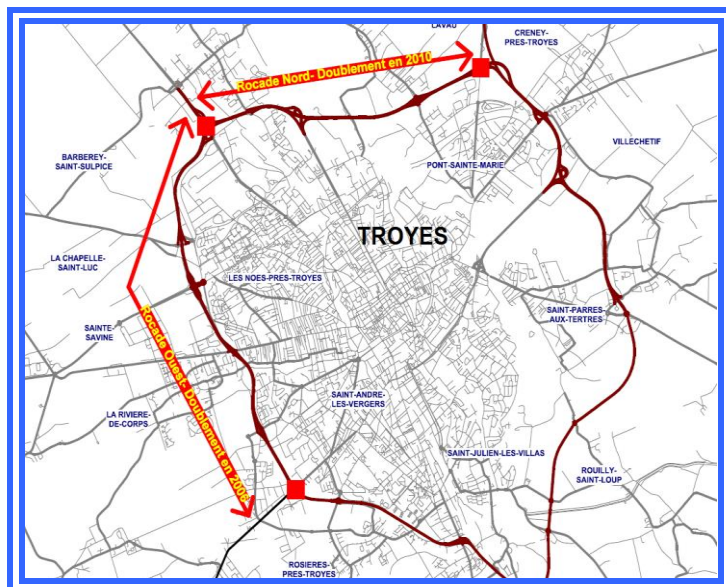 LAVAU
CRENEY-
PRES-TROYES
Rocade Nord- Doublement en 2010
BARBEREY-
SAINT-SULPICE
VILLECHETIF
PONT-SAINTE-MARIE
TROYES
LA CHAPELLE-
SAINT-LUC
LES NOES-PRES-TROYES
SAINT-PARRES-
AUX-TERTRES
SAINTE-
SAVINE
Rocade Ouest- Doublement en 2006
SAINT-ANDRE-
LES-VERGERS
LA RIVIERE-
DE-CORPS
SAINT-JULIEN-LES-VILLAS
ROUILLY-
SAINT-LOUP
ROSIERES-
PRES-TROYES